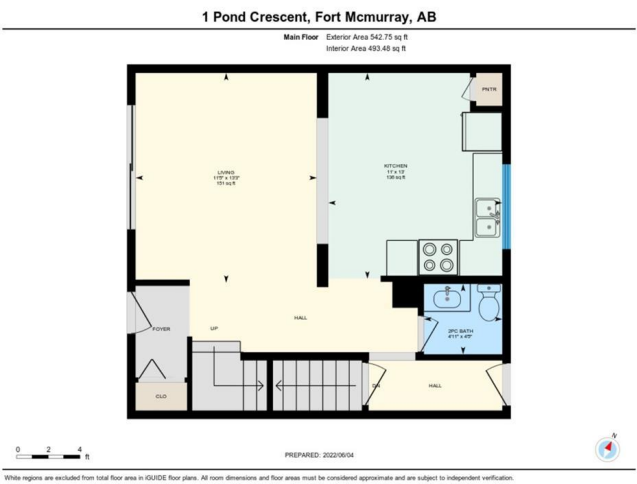 1 Pond Crescent, Fort Mcmurray, AB
Main Floor Exterior Area 542.75 sq ft
Interior Area 493.48 sq ft
PNTR
LIVING
11'5" x 13'3"
151 sq ft
KITCHEN
11' x 13'
138 sq ft
FOYER
UP
HALL
2PC BATH
4'11" x 4'5"
CLO
DN
HALL
N
0 2 4
ft
PREPARED: 2022/06/04
White regions are excluded from total floor area in iGUIDE floor plans. All room dimensions and floor areas must be considered approximate and are subject to independent verification.